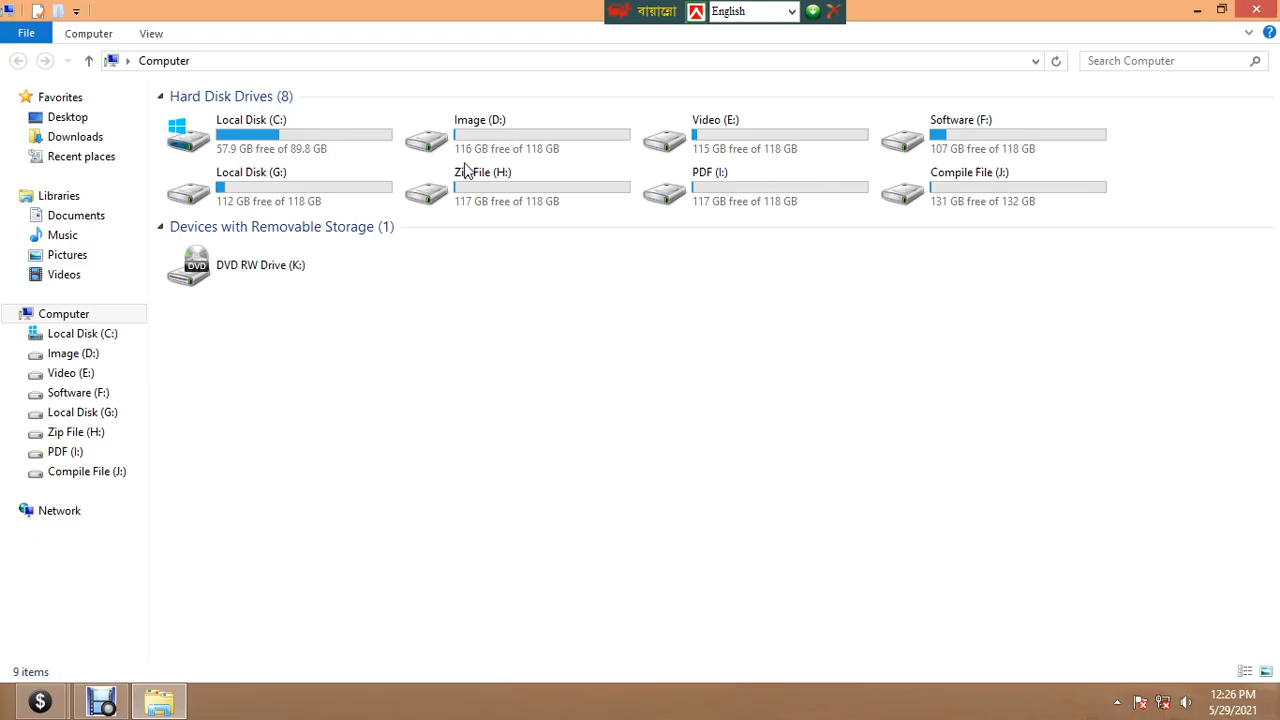 বায়ান্নো English
File Computer View
Computer Search Computer
Favorites
Desktop
Downloads
Recent places
Libraries
Documents
Music
Pictures
Videos
Computer
Local Disk (C:)
Image (D:)
Video (E:)
Software (F:)
Local Disk (G:)
Zip File (H:)
PDF (I:)
Compile File (J:)
Network
Hard Disk Drives (8)
Local Disk (C:)
57.9 GB free of 89.8 GB
Image (D:)
116 GB free of 118 GB
Video (E:)
115 GB free of 118 GB
Software (F:)
107 GB free of 118 GB
Local Disk (G:)
112 GB free of 118 GB
Zip File (H:)
117 GB free of 118 GB
PDF (I:)
117 GB free of 118 GB
Compile File (J:)
131 GB free of 132 GB
Devices with Removable Storage (1)
DVD
DVD RW Drive (K:)
9 items
12:26 PM
5/29/2021